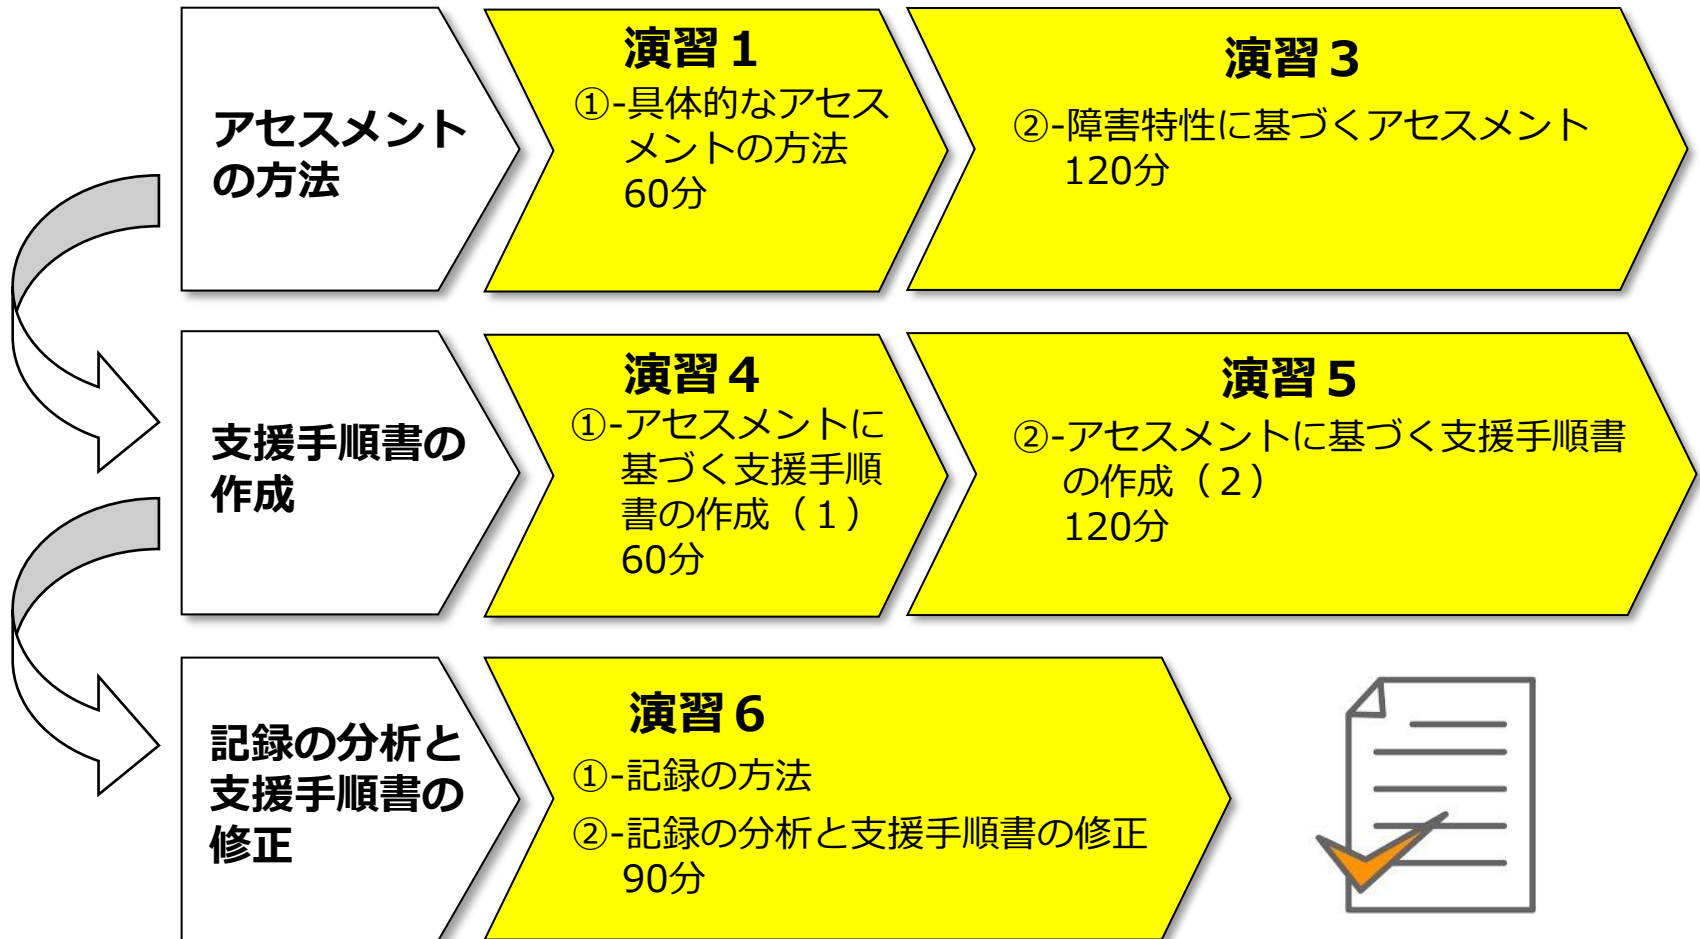 アセスメント
の方法
演習１
①-具体的なアセス
メントの方法
60分
演習３
②-障害特性に基づくアセスメント
120分
支援手順書の
作成
演習４
①-アセスメントに
基づく支援手順
書の作成（１）
60分
演習５
②-アセスメントに基づく支援手順書
の作成（２）
120分
記録の分析と
支援手順書の
修正
演習６
①-記録の方法
②-記録の分析と支援手順書の修正
90分